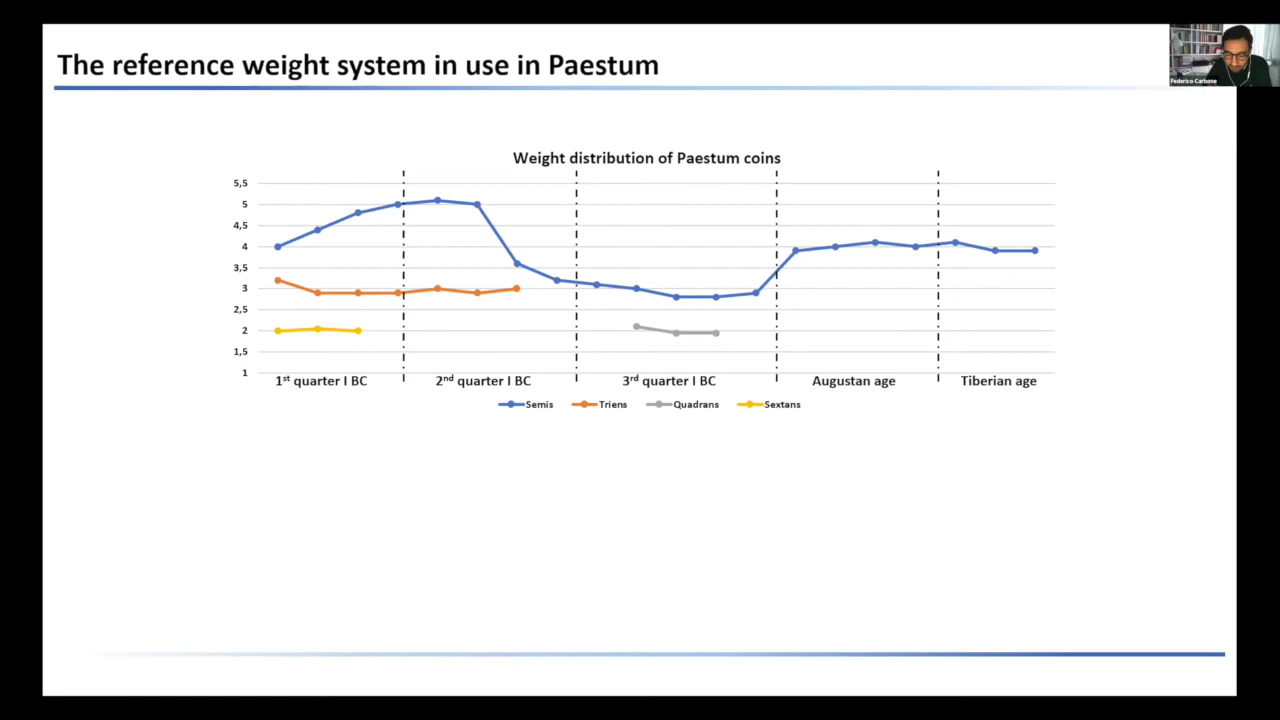 The reference weight system in use in Paestum
Federico Carbone
Weight distribution of Paestum coins
5,5
5
4,5
4
3,5
3
2,5
2
1,5
1
1st quarter I BC 2nd quarter I BC 3rd quarter I BC Augustan age Tiberian age
Semis Triens Quadrans Sextans